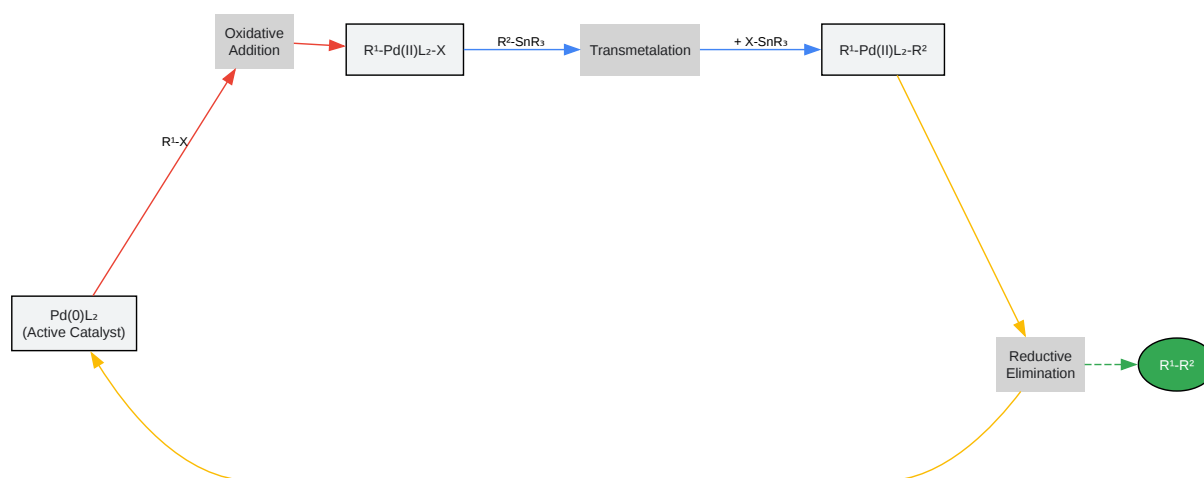 Oxidative
Addition
R¹-Pd(II)L₂-X
R²-SnR₃
Transmetalation
+ X-SnR₃
R¹-Pd(II)L₂-R²
R¹-X
Pd(0)L₂
(Active Catalyst)
Reductive
Elimination
R¹-R²